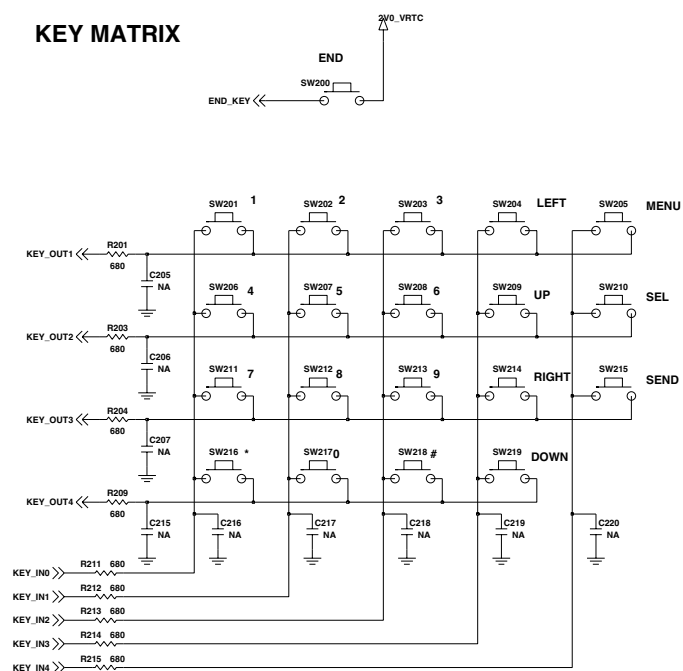 KEY MATRIX
2V0_VRTC
END
SW200
END_KEY
SW201 1 SW202 2 SW203 3 SW204 LEFT SW205 MENU
R201
KEY_OUT1
680
C205
NA
SW206 4 SW207 5 SW208 6 SW209 UP SW210 SEL
R203
KEY_OUT2
680
C206
NA
SW211 7 SW212 8 SW213 9 SW214 RIGHT SW215 SEND
R204
KEY_OUT3
680
C207
NA
SW216 * SW217 0 SW218 # SW219 DOWN
R209
KEY_OUT4
680
C215 C216 C217 C218 C219 C220
NA NA NA NA NA NA
R211 680
KEY_IN0
R212 680
KEY_IN1
R213 680
KEY_IN2
R214 680
KEY_IN3
R215 680
KEY_IN4